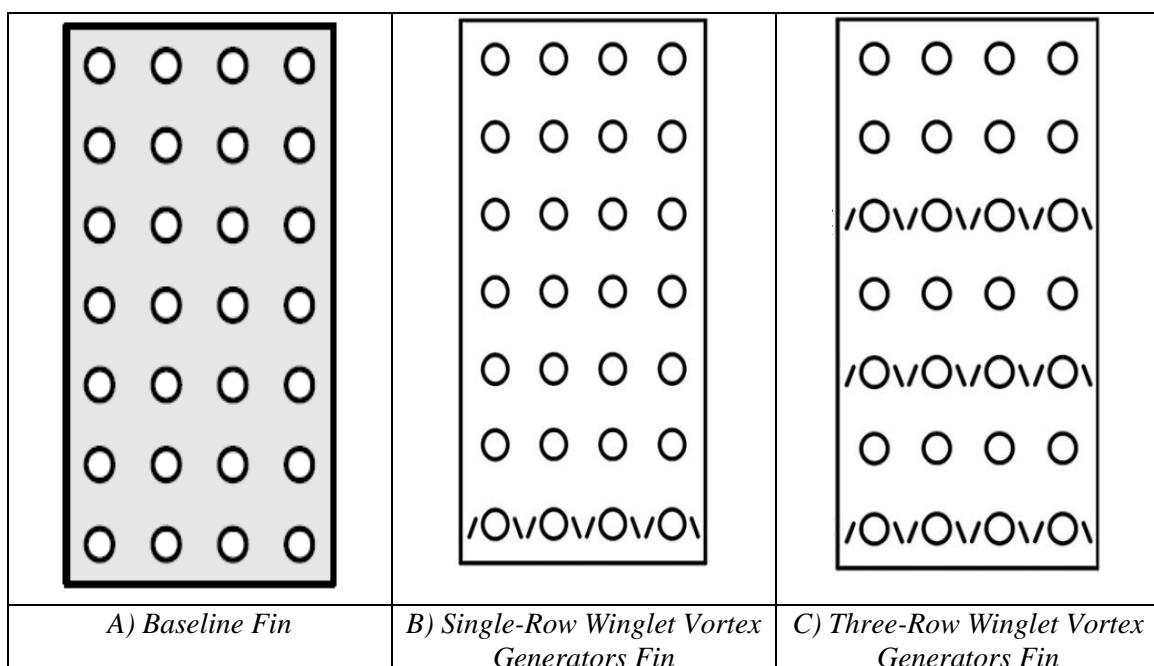 A) Baseline Fin
B) Single-Row Winglet Vortex
Generators Fin
C) Three-Row Winglet Vortex
Generators Fin